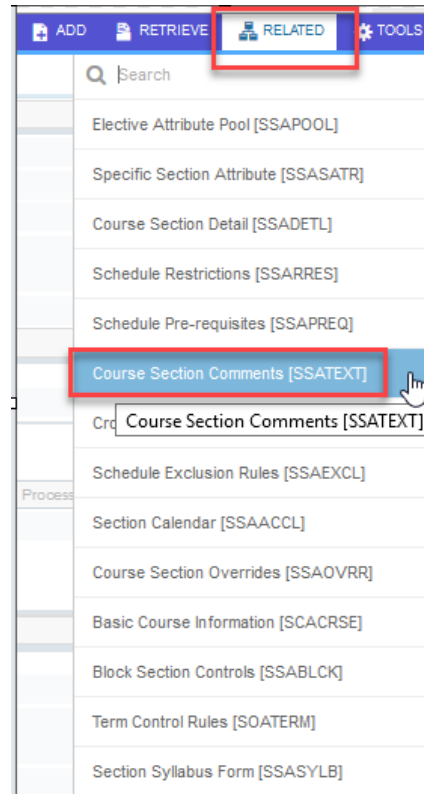 ADD RETRIEVE RELATED TOOLS
Search
Elective Attribute Pool [SSAPOOL]
Specific Section Attribute [SSASATR]
Course Section Detail [SSADETL]
Schedule Restrictions [SSARRES]
Schedule Pre-requisites [SSAPREQ]
Course Section Comments [SSATEXT]
Course Section Comments [SSATEXT]
Schedule Exclusion Rules [SSAEXCL]
Process
Section Calendar [SSAACCL]
Course Section Overrides [SSAOVRR]
Basic Course Information [SCACRSE]
Block Section Controls [SSABLCK]
Term Control Rules [SOATERM]
Section Syllabus Form [SSASYLB]